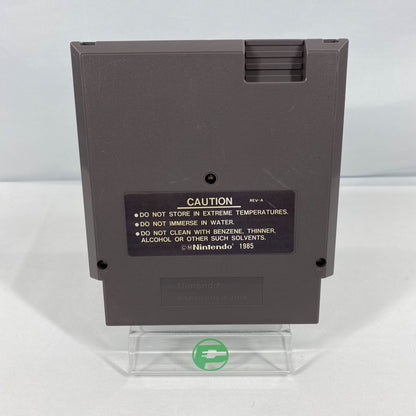 CAUTION REV-A
•DO NOT STORE IN EXTREME TEMPERATURES.
•DO NOT IMMERSE IN WATER.
•DO NOT CLEAN WITH BENZENE, THINNER,
ALCOHOL OR OTHER SUCH SOLVENTS.
©M Nintendo® 1985
Nintendo